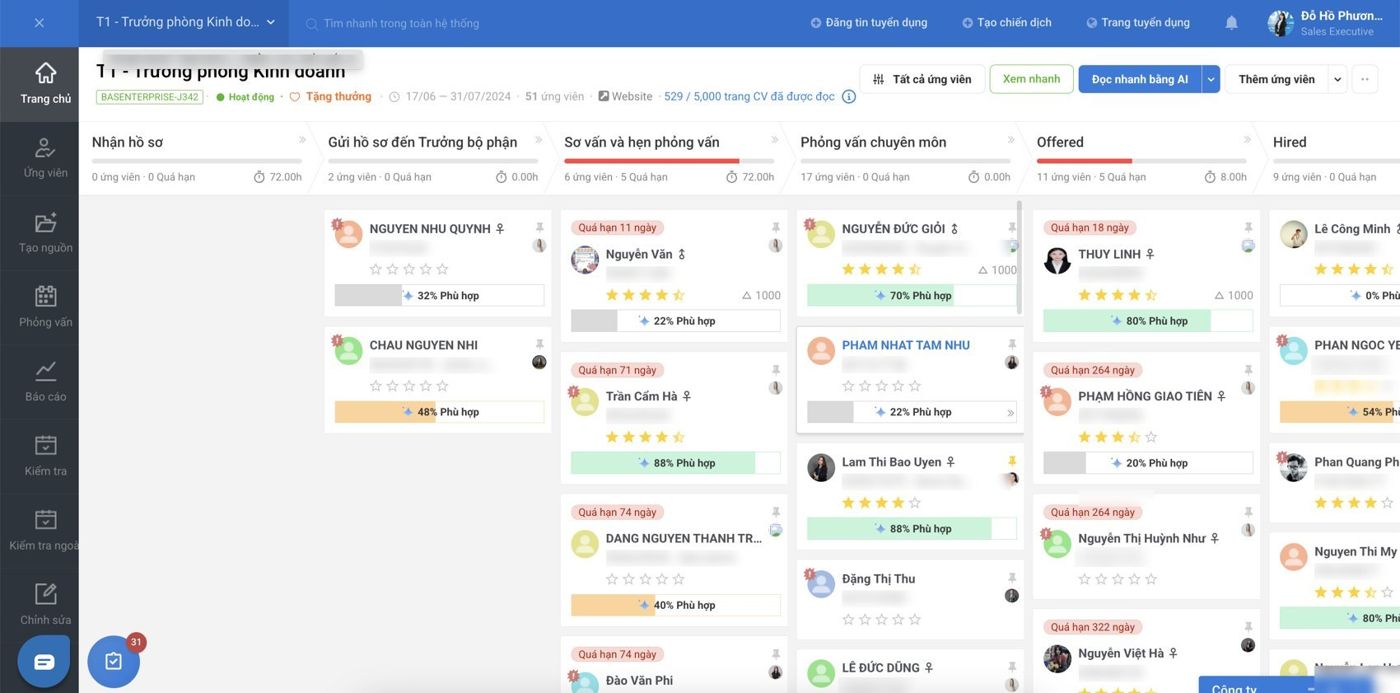 T1 - Trưởng phòng Kinh do...
Tìm nhanh trong toàn hệ thống
Đăng tin tuyển dụng
Tạo chiến dịch
Trang tuyển dụng
Đỗ Hồ Phươn...
Sales Executive
Trang chủ
Ứng viên
Tạo nguồn
Phỏng vấn
Báo cáo
Kiểm tra
Kiểm tra ngoà
Chỉnh sửa
31
T1 - Trưởng phòng Kinh doanh
BASENTERPRISE-J342 · Hoạt động · Tặng thưởng · 17/06 — 31/07/2024 · 51 ứng viên · Website · 529 / 5,000 trang CV đã được đọc
Tất cả ứng viên
Xem nhanh
Đọc nhanh bằng AI
Thêm ứng viên
Nhận hồ sơ
0 ứng viên · 0 Quá hạn
72.00h
Gửi hồ sơ đến Trưởng bộ phận
2 ứng viên · 0 Quá hạn
0.00h
NGUYEN NHU QUYNH
32% Phù hợp
CHAU NGUYEN NHI
48% Phù hợp
Sơ vấn và hẹn phỏng vấn
6 ứng viên · 5 Quá hạn
72.00h
Quá hạn 11 ngày
Nguyễn Văn
1000
22% Phù hợp
Quá hạn 71 ngày
Trần Cẩm Hà
88% Phù hợp
Quá hạn 74 ngày
DANG NGUYEN THANH TR...
40% Phù hợp
Quá hạn 74 ngày
Đào Văn Phi
Phỏng vấn chuyên môn
17 ứng viên · 0 Quá hạn
0.00h
NGUYỄN ĐỨC GIỎI
1000
70% Phù hợp
PHAM NHAT TAM NHU
22% Phù hợp
Lam Thi Bao Uyen
88% Phù hợp
Đặng Thị Thu
LÊ ĐỨC DŨNG
Offered
11 ứng viên · 5 Quá hạn
8.00h
Quá hạn 18 ngày
THUY LINH
1000
80% Phù hợp
Quá hạn 264 ngày
PHẠM HỒNG GIAO TIÊN
20% Phù hợp
Quá hạn 264 ngày
Nguyễn Thị Huỳnh Như
Quá hạn 322 ngày
Nguyễn Việt Hà
Hired
9 ứng viên · 0 Quá hạn
Lê Công Minh
0% Phù
PHAN NGOC YE
54% Phù
Phan Quang Ph
Nguyen Thi My
80% Phù
Công ty